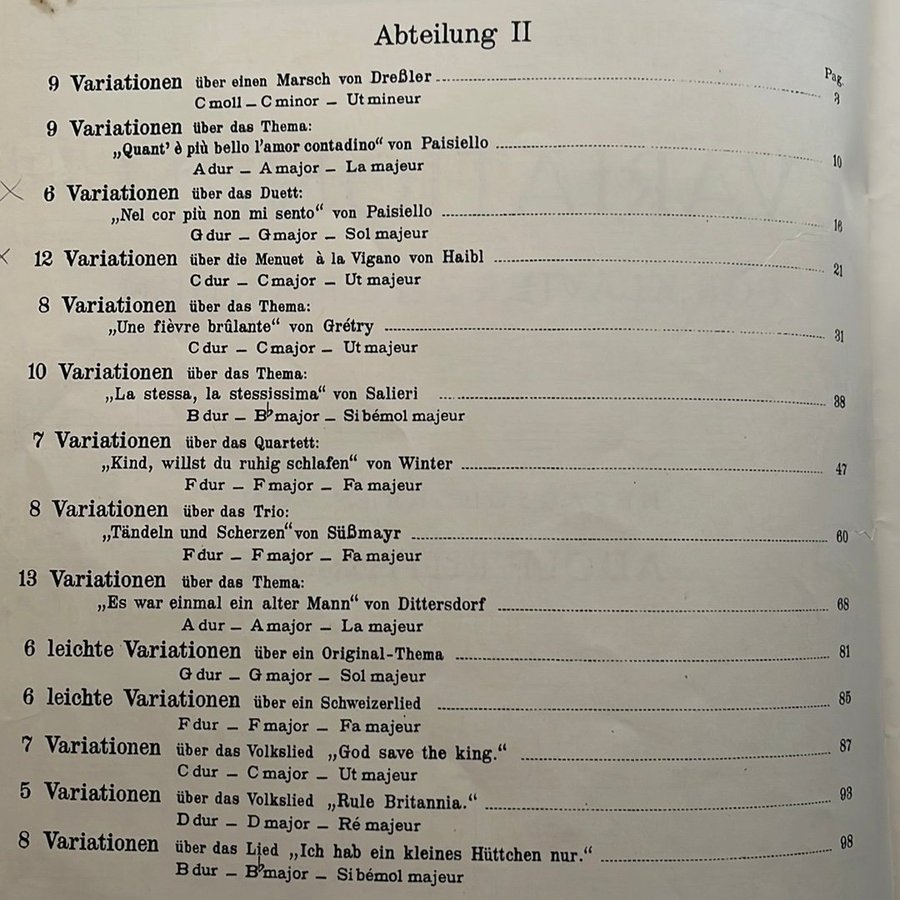 Abteilung II
Pag.
9 Variationen über einen Marsch von Dreßler 3
C moll – C minor – Ut mineur
9 Variationen über das Thema:
„Quant' è più bello l'amor contadino“ von Paisiello 10
A dur – A major – La majeur
6 Variationen über das Duett:
„Nel cor più non mi sento“ von Paisiello 18
G dur – G major – Sol majeur
12 Variationen über die Menuet à la Vigano von Haibl 21
C dur – C major – Ut majeur
8 Variationen über das Thema:
„Une fièvre brûlante“ von Grétry 31
C dur – C major – Ut majeur
10 Variationen über das Thema:
„La stessa, la stessissima“ von Salieri 38
B dur – B♭ major – Si bémol majeur
7 Variationen über das Quartett:
„Kind, willst du ruhig schlafen“ von Winter 47
F dur – F major – Fa majeur
8 Variationen über das Trio:
„Tändeln und Scherzen“ von Süßmayr 60
F dur – F major – Fa majeur
13 Variationen über das Thema:
„Es war einmal ein alter Mann“ von Dittersdorf 68
A dur – A major – La majeur
6 leichte Variationen über ein Original-Thema 81
G dur – G major – Sol majeur
6 leichte Variationen über ein Schweizerlied 85
F dur – F major – Fa majeur
7 Variationen über das Volkslied „God save the king.“ 87
C dur – C major – Ut majeur
5 Variationen über das Volkslied „Rule Britannia.“ 93
D dur – D major – Ré majeur
8 Variationen über das Lied „Ich hab ein kleines Hüttchen nur.“ 98
B dur – B♭ major – Si bémol majeur